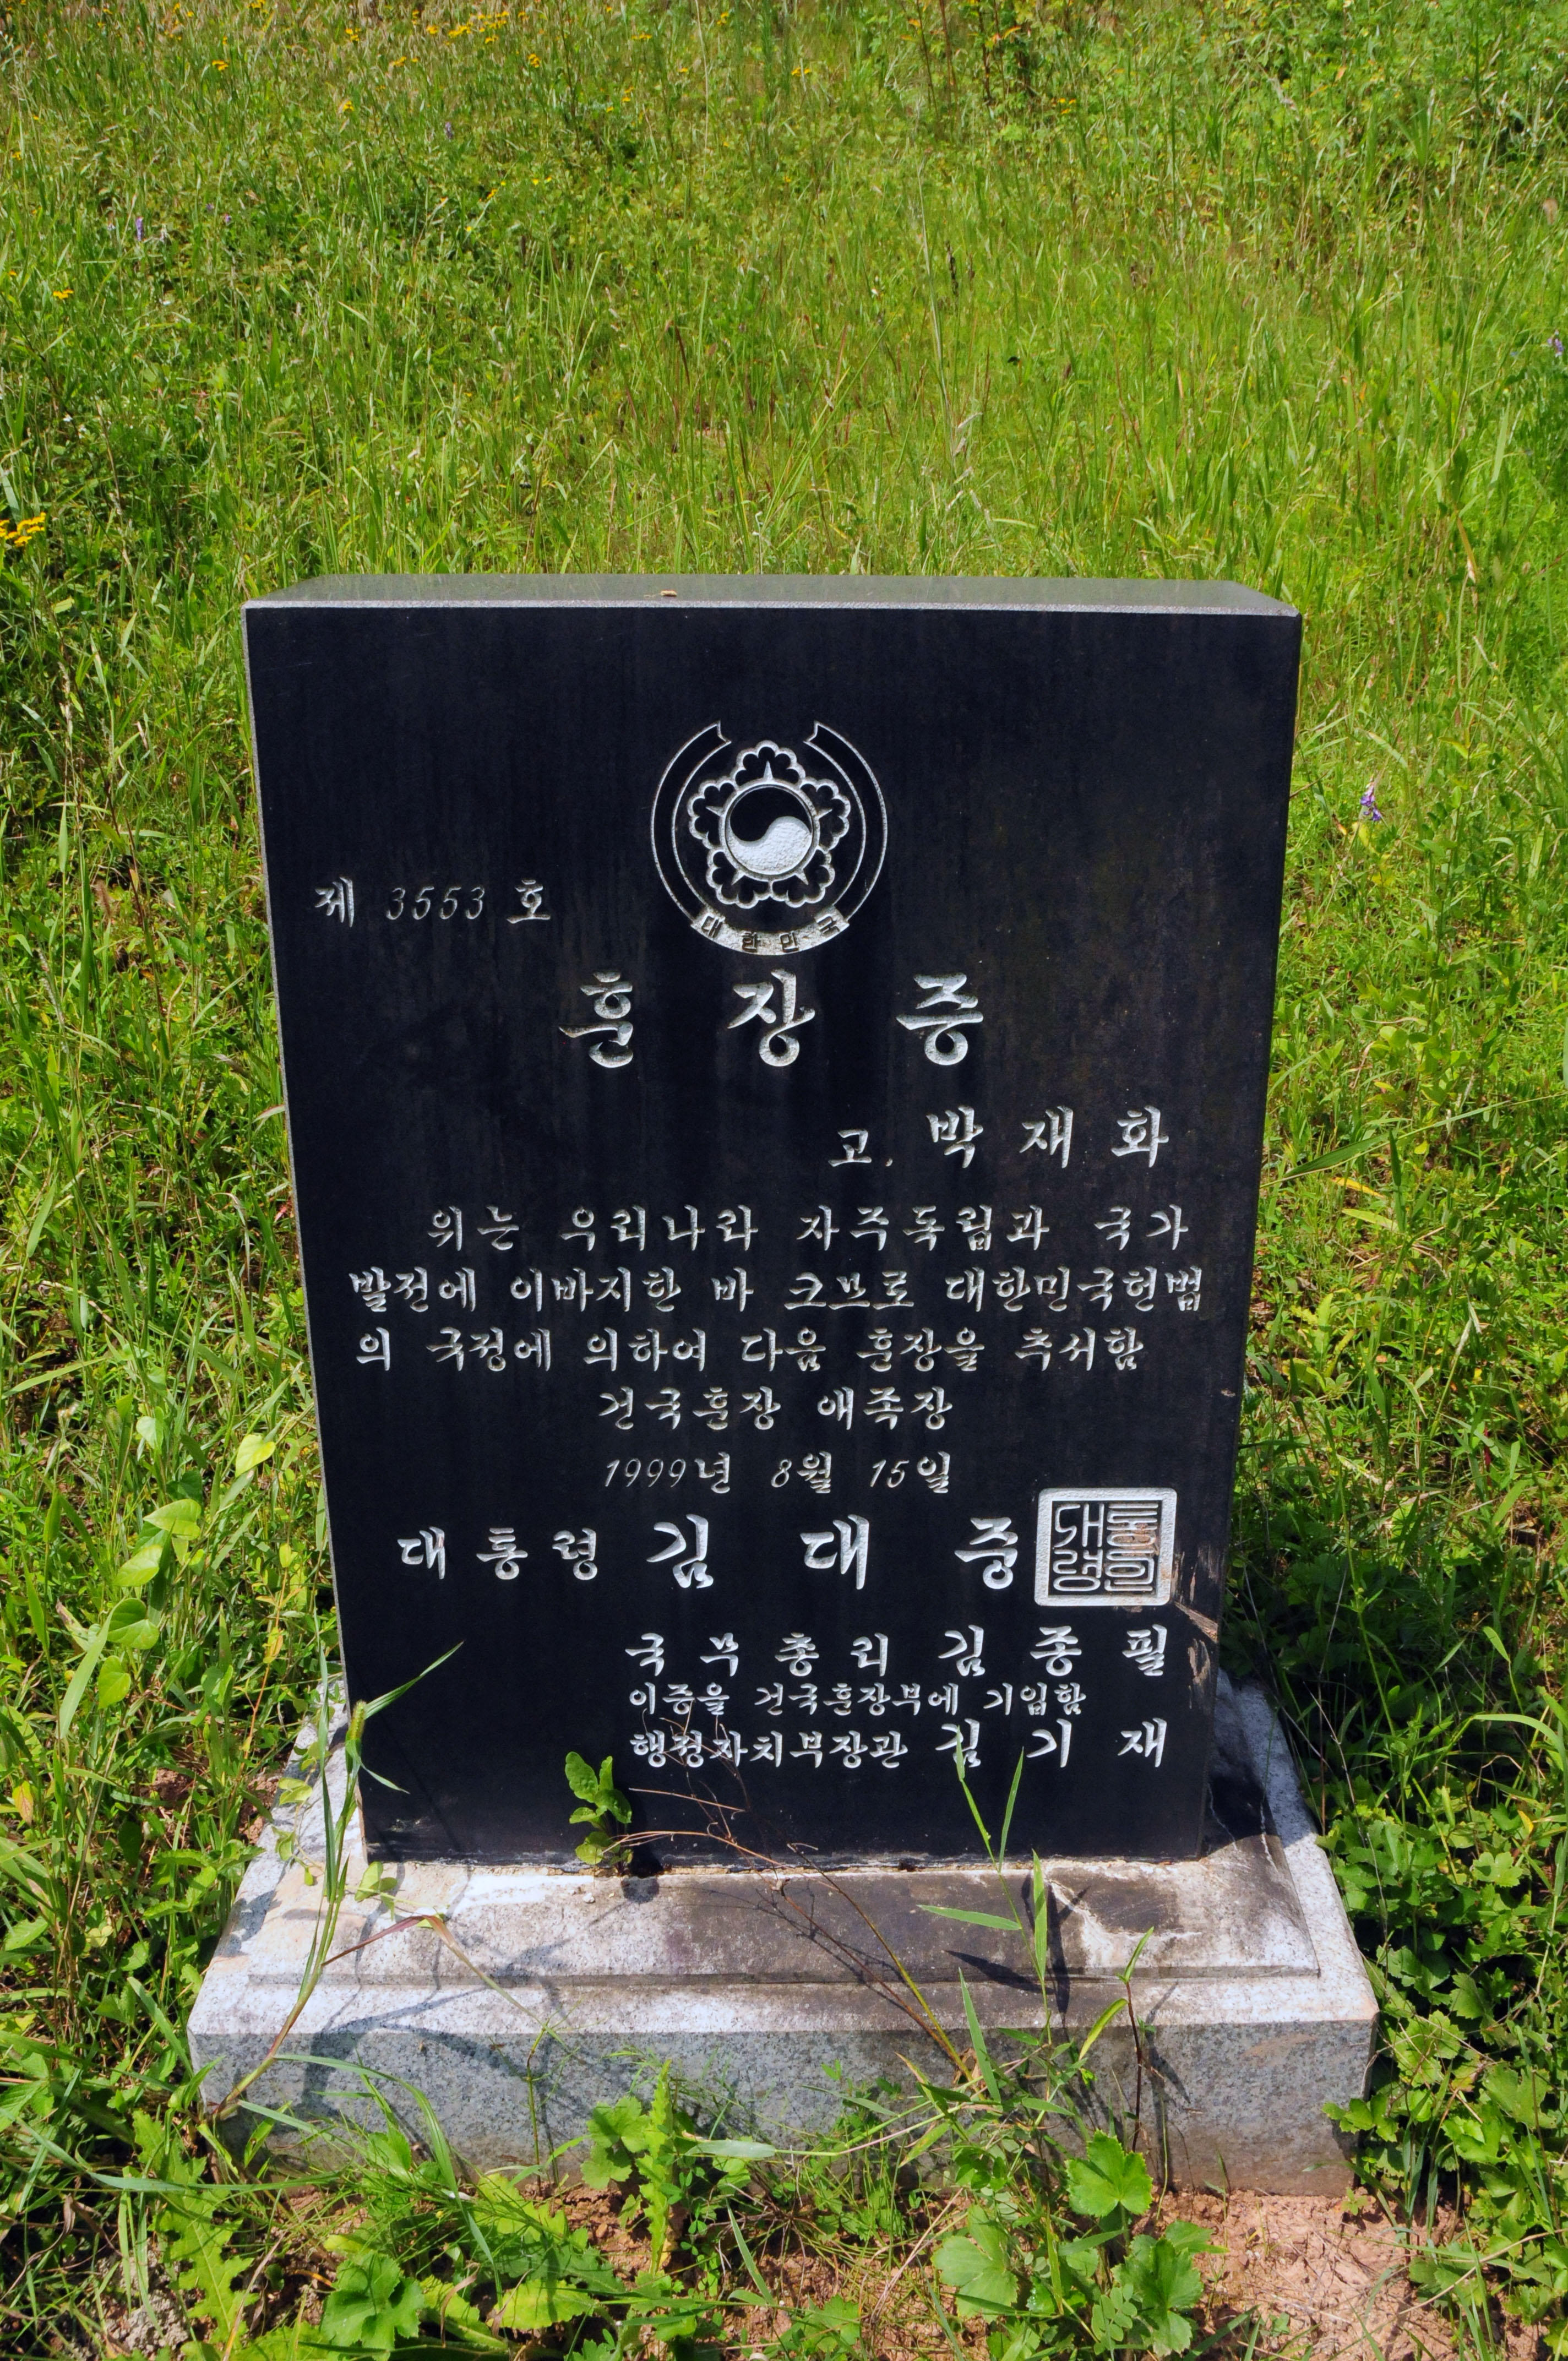 대한민국
제 3553 호
훈장증
고. 박재화
위는 우리나라 자주독립과 국가
발전에 이바지한 바 크므로 대한민국헌법
의 국정에 의하여 다음 훈장을 추서함
건국훈장 애족장
1999년 8월 15일
대통령 김대중
대통령인
국무총리 김종필
이증을 건국훈장부에 기입함
행정자치부장관 김기재